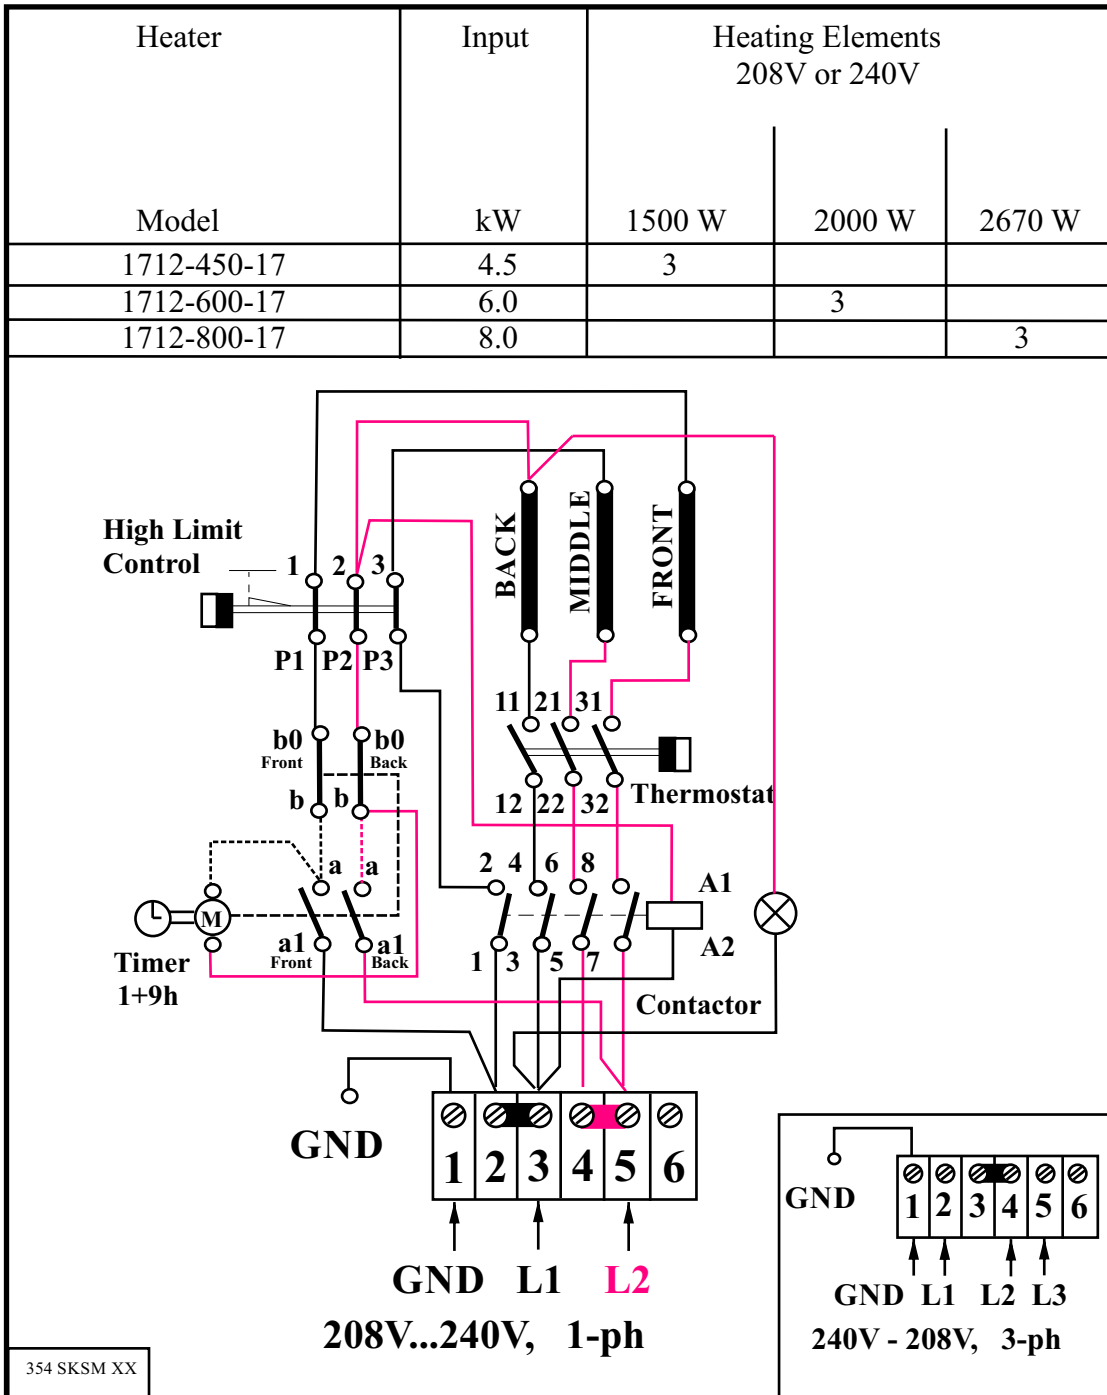 Heater Input Heating Elements
208V or 240V
Model kW 1500 W 2000 W 2670 W
1712-450-17 4.5 3
1712-600-17 6.0 3
1712-800-17 8.0 3
High Limit
Control
1 2 3
P1 P2 P3
BACK
MIDDLE
FRONT
11 21 31
12 22 32
Thermostat
b0 b0
Front Back
b b
a a
M
a1 a1
Front Back
Timer
1+9h
2 4 6 8
A1
A2
1 3 5 7
Contactor
GND
1 2 3 4 5 6
GND L1 L2
208V...240V, 1-ph
GND
1 2 3 4 5 6
GND L1 L2 L3
240V - 208V, 3-ph
354 SKSM XX